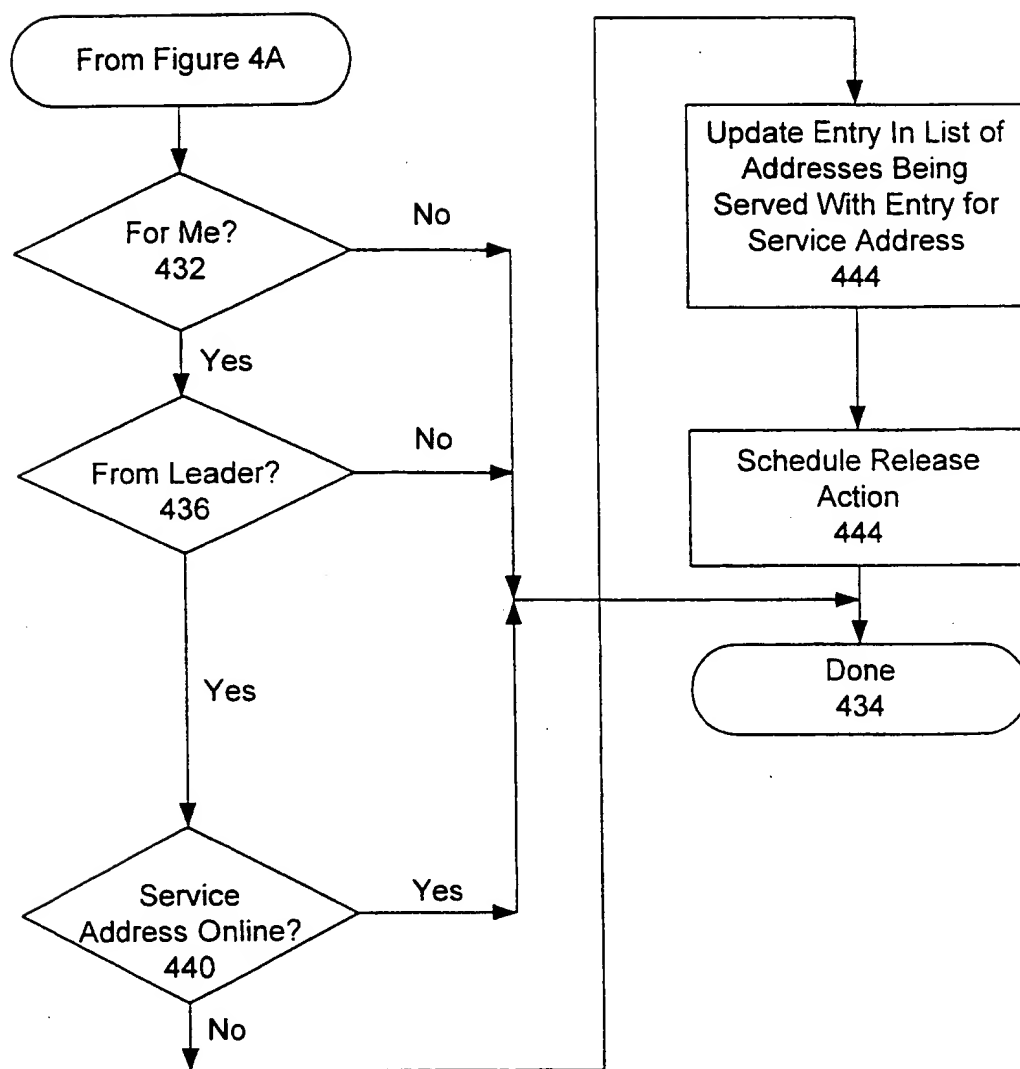 From Figure 4A
For Me?
432
No
Yes
From Leader?
436
No
Yes
Service
Address Online?
440
Yes
No
Update Entry In List of
Addresses Being
Served With Entry for
Service Address
444
Schedule Release
Action
444
Done
434